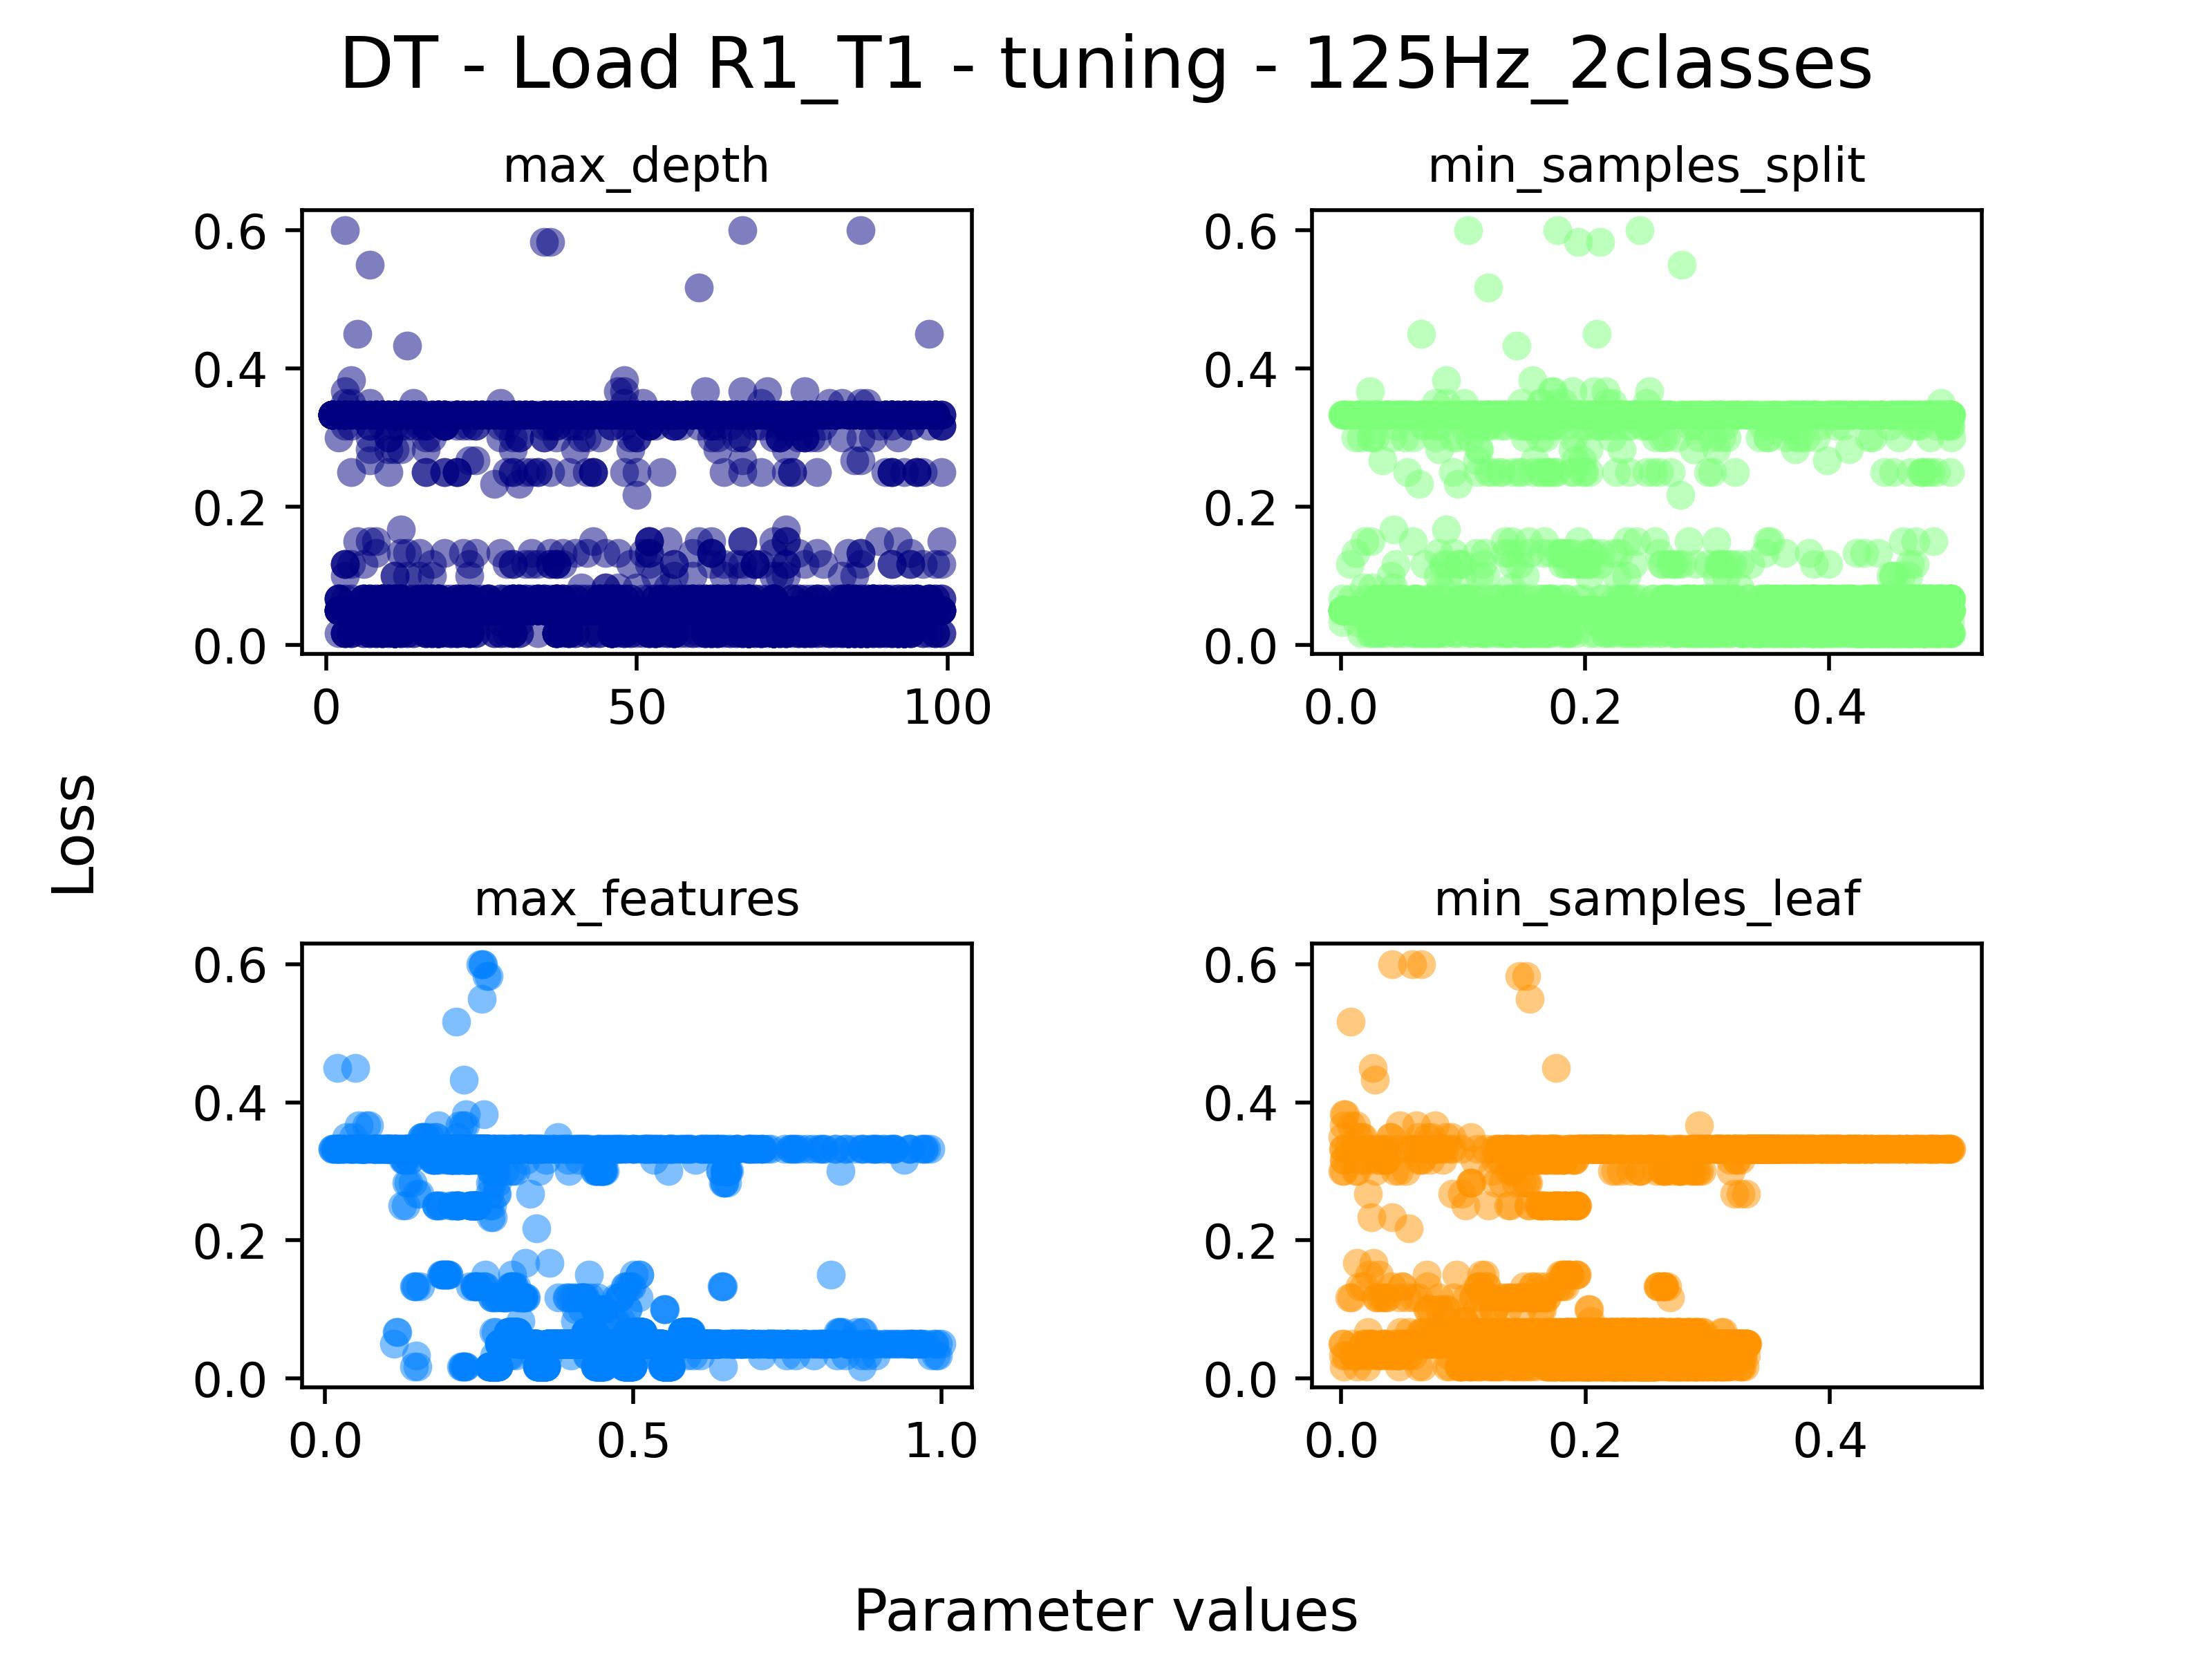 DT - Load R1_T1 - tuning - 125Hz_2classes
max_depth
0.6
0.4
0.2
0.0
0 50 100
min_samples_split
0.6
0.4
0.2
0.0
0.0 0.2 0.4
Loss
max_features
0.6
0.4
0.2
0.0
0.0 0.5 1.0
min_samples_leaf
0.6
0.4
0.2
0.0
0.0 0.2 0.4
Parameter values